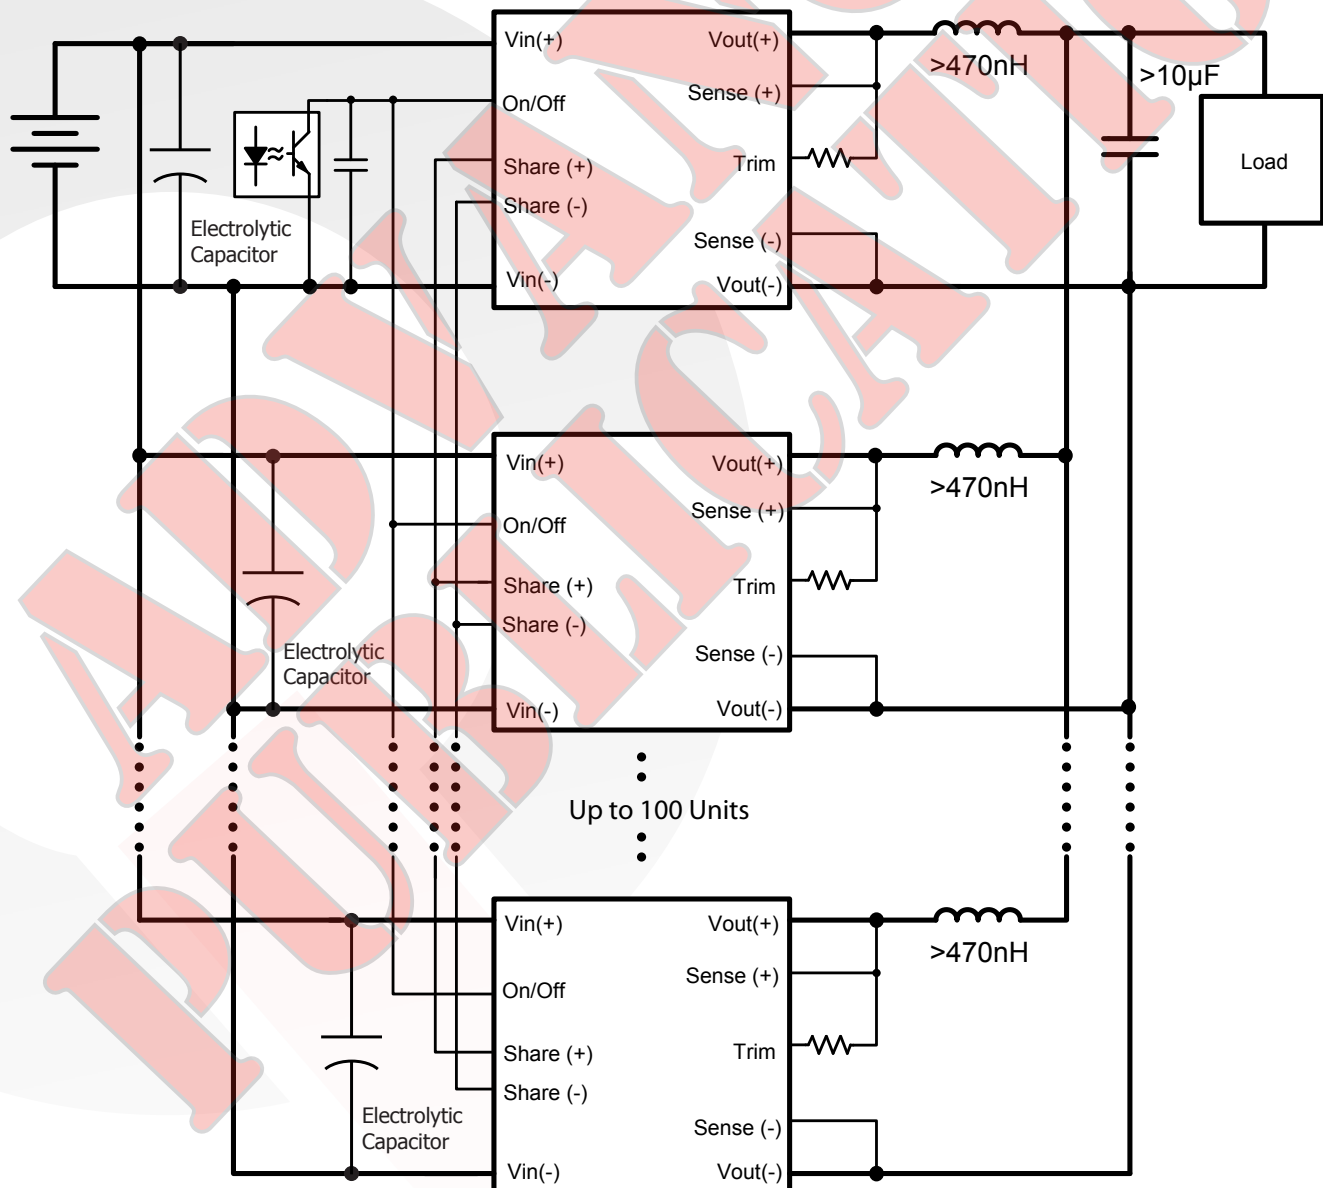 Vin(+)
On/Off
Share (+)
Share (-)
Vin(-)
Vout(+)
Sense (+)
Trim
Sense (-)
Vout(-)
>470nH
>10µF
Load
Electrolytic
Capacitor
Vin(+)
On/Off
Share (+)
Share (-)
Vin(-)
Vout(+)
Sense (+)
Trim
Sense (-)
Vout(-)
>470nH
Electrolytic
Capacitor
Up to 100 Units
Vin(+)
On/Off
Share (+)
Share (-)
Vin(-)
Vout(+)
Sense (+)
Trim
Sense (-)
Vout(-)
>470nH
Electrolytic
Capacitor